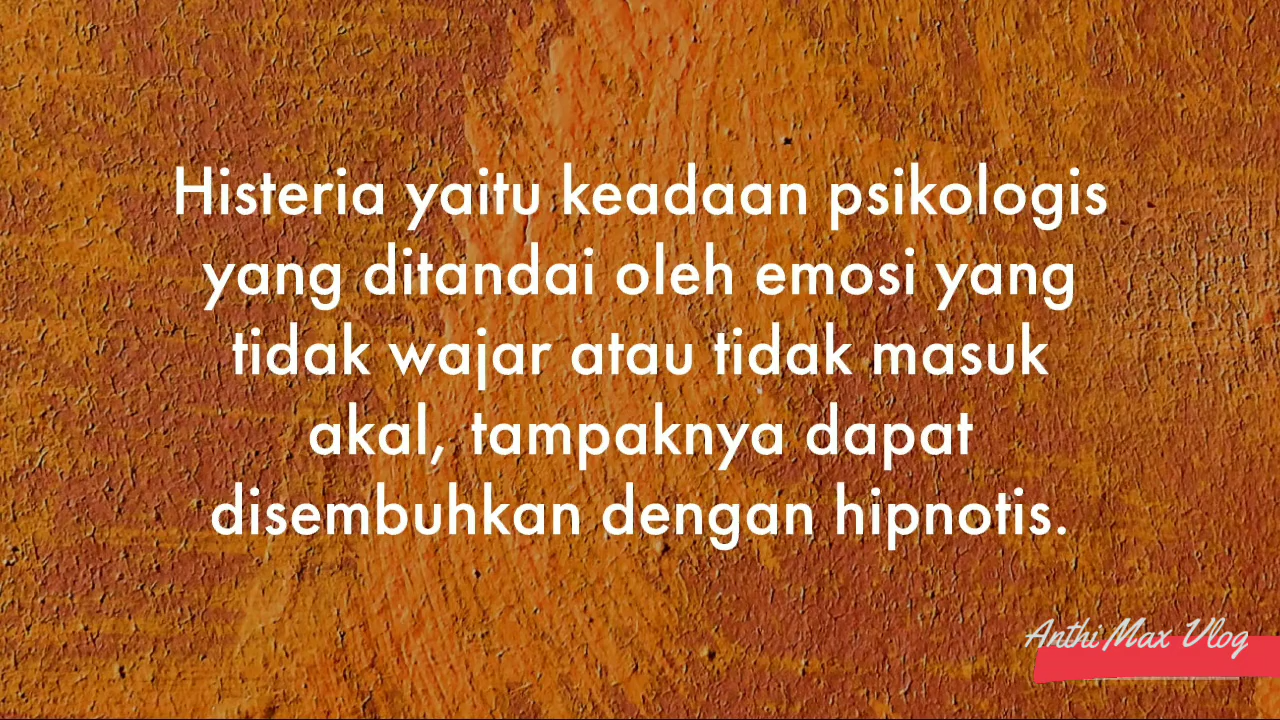 Histeria yaitu keadaan psikologis
yang ditandai oleh emosi yang
tidak wajar atau tidak masuk
akal, tampaknya dapat
disembuhkan dengan hipnotis.
Anthi Max Vlog